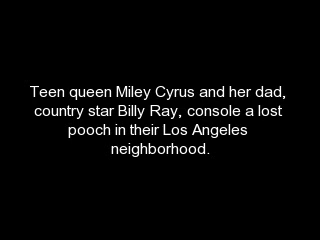 Teen queen Miley Cyrus and her dad,
country star Billy Ray, console a lost
pooch in their Los Angeles
neighborhood.